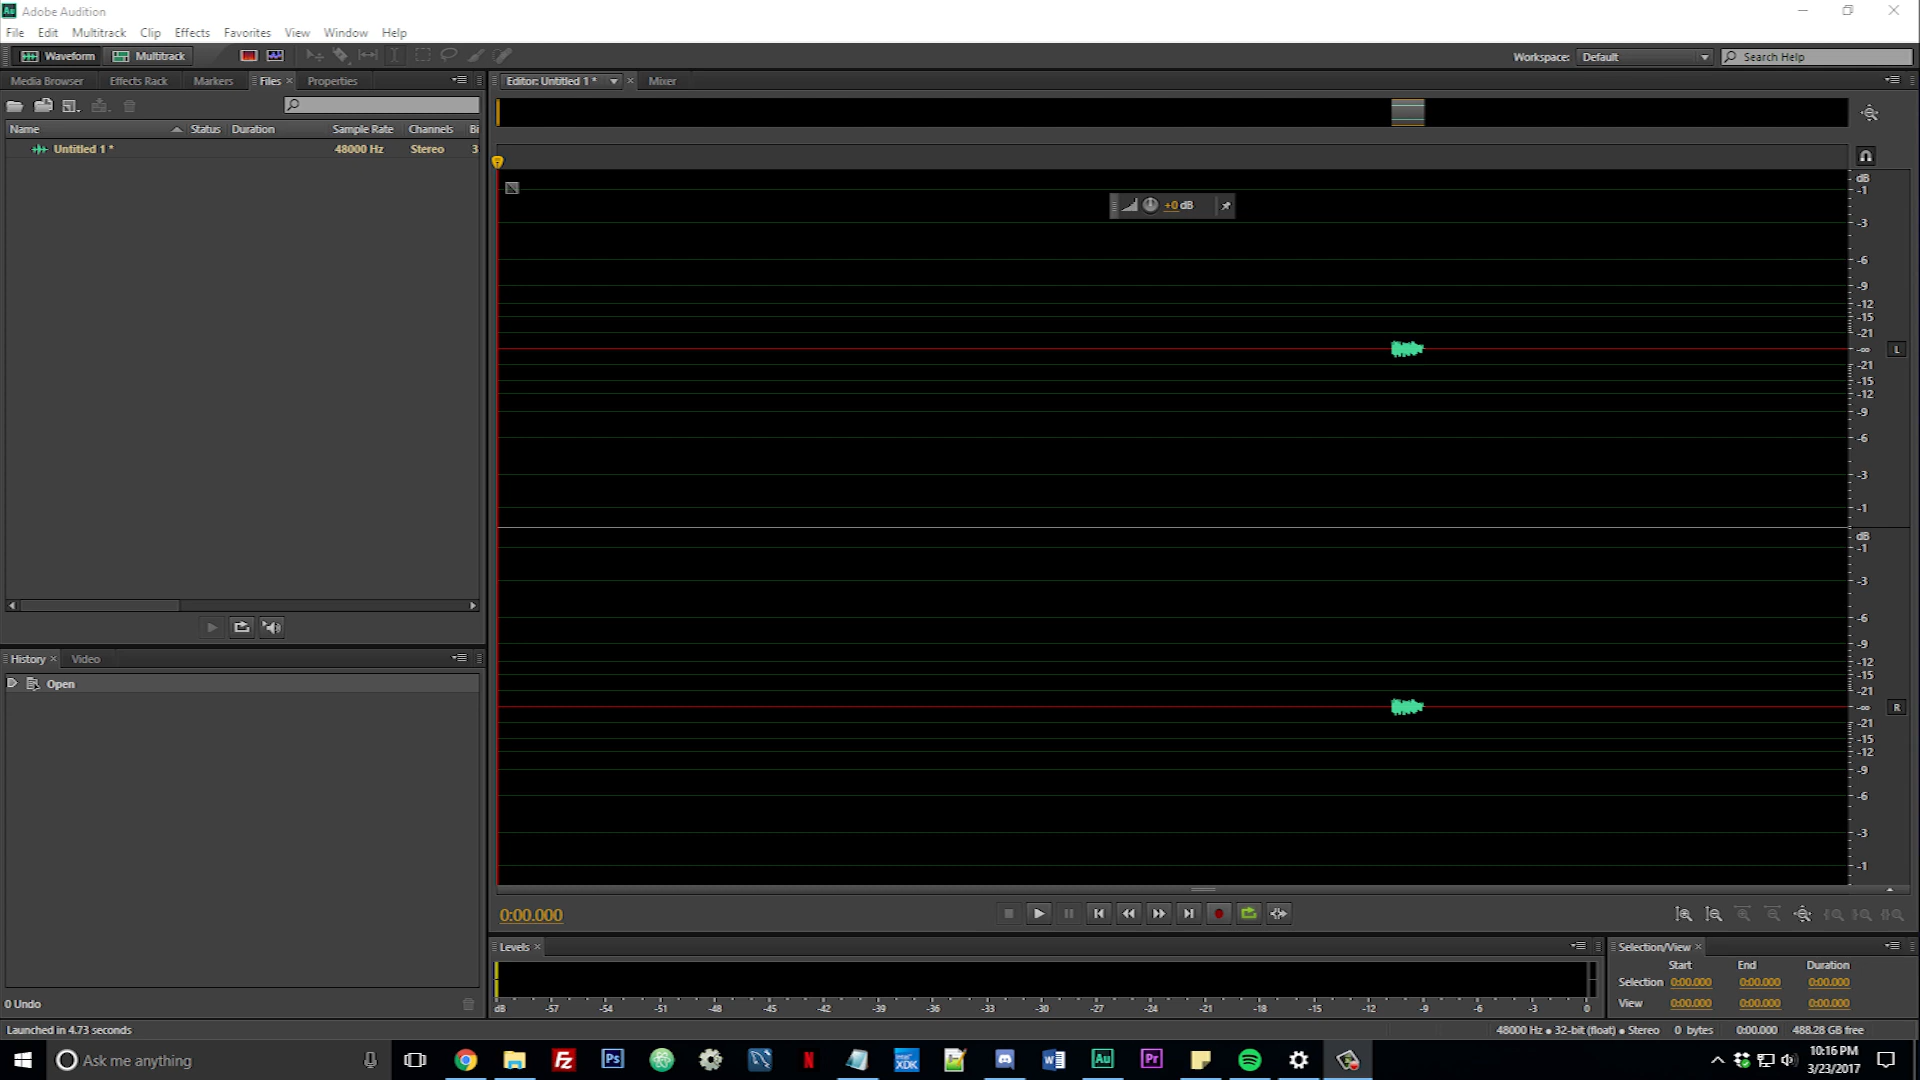 Au Adobe Audition
File Edit Multitrack Clip Effects Favorites View Window Help
Waveform Multitrack Workspace: Default Search Help
Media Browser Effects Rack Markers Files × Properties Editor: Untitled 1 * × Mixer
Name Status Duration Sample Rate Channels Bi
Untitled 1 * 48000 Hz Stereo 3
+0 dB
dB
-1
-3
-6
-9
-12
-15
-21
-∞ L
-21
-15
-12
-9
-6
-3
-1
dB
-1
-3
-6
-9
-12
-15
-21
-∞ R
-21
-15
-12
-9
-6
-3
-1
History × Video
Open
0 Undo
0:00.000
Levels ×
dB -57 -54 -51 -48 -45 -42 -39 -36 -33 -30 -27 -24 -21 -18 -15 -12 -9 -6 -3 0
Selection/View ×
Start End Duration
Selection 0:00.000 0:00.000 0:00.000
View 0:00.000 0:00.000 0:00.000
Launched in 4.73 seconds 48000 Hz • 32-bit (float) • Stereo 0 bytes 0:00.000 488.28 GB free
Ask me anything Fz Ps N intel XDK W Au Pr 10:16 PM
3/23/2017